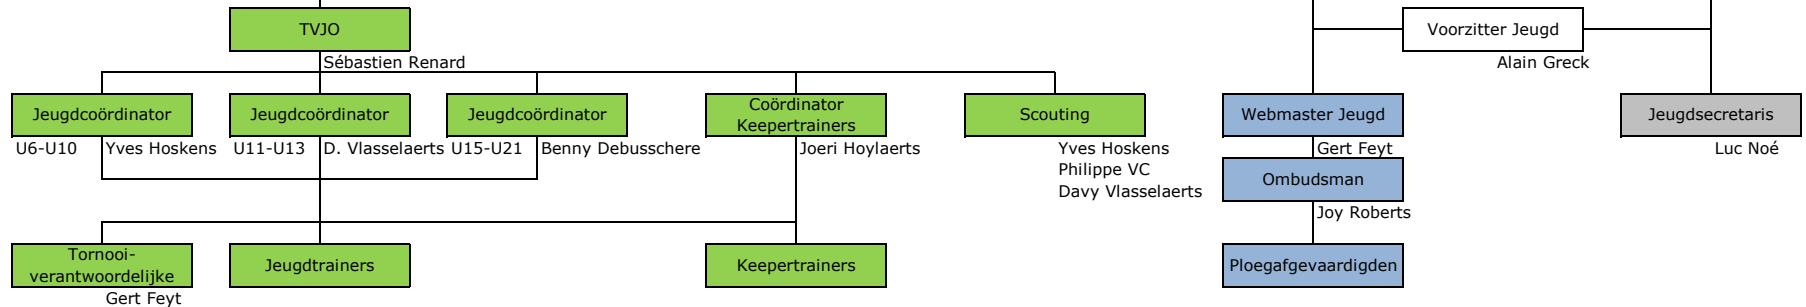 TVJO
Voorzitter Jeugd
Sébastien Renard
Alain Greck
Jeugdcoördinator
Jeugdcoördinator
Jeugdcoördinator
Coördinator
Keepertrainers
Scouting
Webmaster Jeugd
Jeugdsecretaris
U6-U10 Yves Hoskens
U11-U13 D. Vlasselaerts
U15-U21 Benny Debusschere
Joeri Hoylaerts
Yves Hoskens
Philippe VC
Davy Vlasselaerts
Gert Feyt
Luc Noé
Ombudsman
Joy Roberts
Tornooi-
verantwoordelijke
Jeugdtrainers
Keepertrainers
Ploegafgevaardigden
Gert Feyt